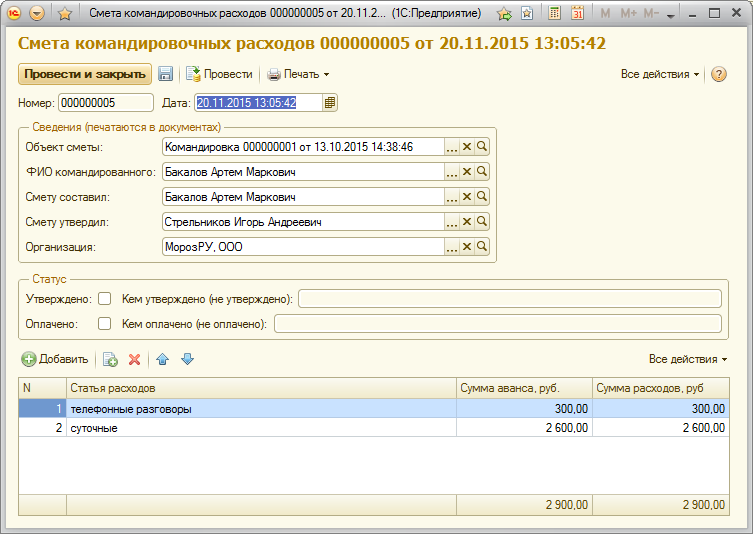 Смета командировочных расходов 000000005 от 20.11.2... (1С:Предприятие)
31 M M+ M-
Смета командировочных расходов 000000005 от 20.11.2015 13:05:42
Провести и закрыть Провести Печать Все действия ?
Номер: 000000005 Дата: 20.11.2015 13:05:42
Сведения (печатаются в документах)
Объект сметы: Командировка 000000001 от 13.10.2015 14:38:46 ...
ФИО командированного: Бакалов Артем Маркович ...
Смету составил: Бакалов Артем Маркович ...
Смету утвердил: Стрельников Игорь Андреевич ...
Организация: МорозРУ, ООО ...
Статус
Утверждено: Кем утверждено (не утверждено):
Оплачено: Кем оплачено (не оплачено):
Добавить Все действия
N Статья расходов Сумма аванса, руб. Сумма расходов, руб
1 телефонные разговоры 300,00 300,00
2 суточные 2 600,00 2 600,00
2 900,00 2 900,00